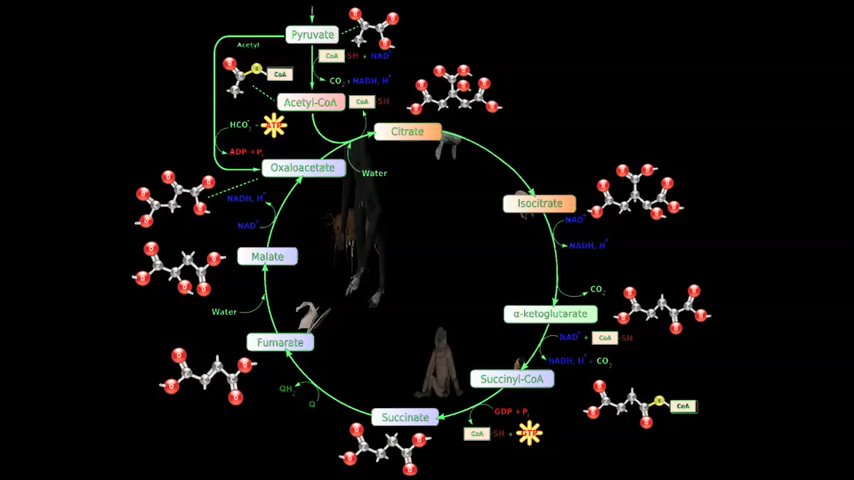 Pyruvate
Acetyl
CoA SH + NAD⁺
CoA
CO₂ + NADH, H⁺
Acetyl-CoA
CoA SH
HCO₃⁻ + ATP
Citrate
ADP + Pᵢ
Oxaloacetate
Water
NADH, H⁺
Isocitrate
NAD⁺
NAD⁺
NADH, H⁺
Malate
CO₂
Water
α-ketoglutarate
Fumarate
NAD⁺ + CoA -SH
NADH, H⁺ + CO₂
Succinyl-CoA
QH₂
Q
CoA
Succinate
GDP + Pᵢ
CoA -SH + GTP